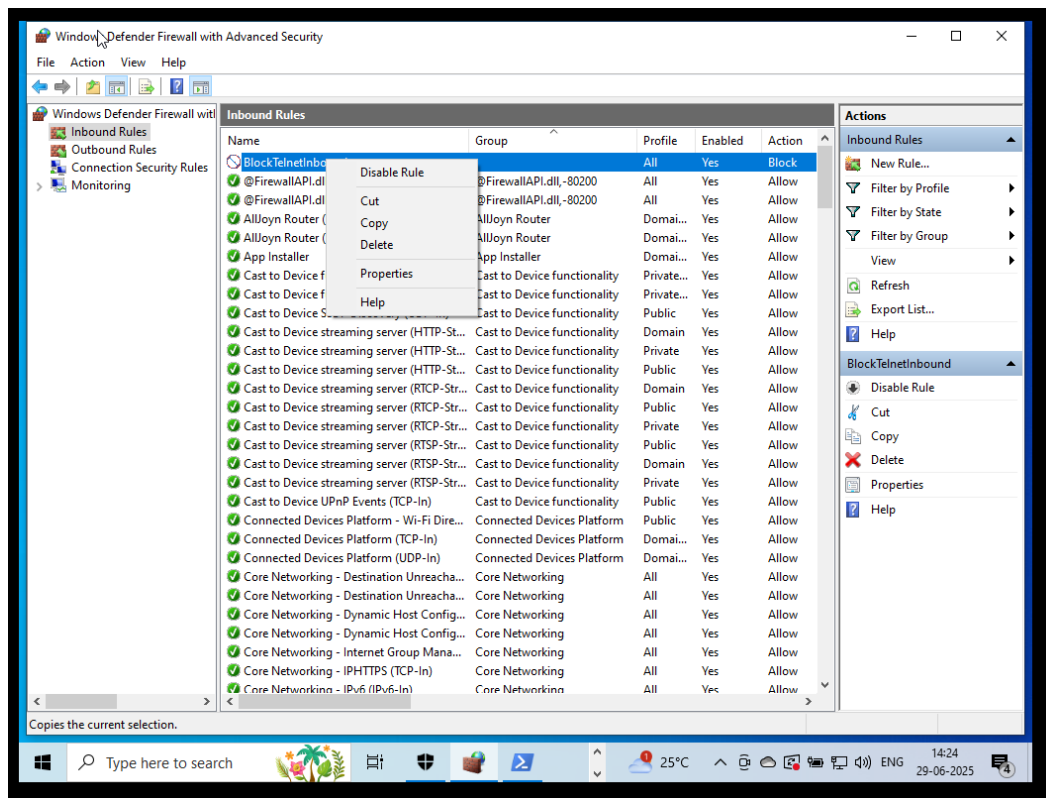 Windows Defender Firewall with Advanced Security
File Action View Help
Windows Defender Firewall wit
Inbound Rules
Outbound Rules
Connection Security Rules
Monitoring
Inbound Rules
Name Group Profile Enabled Action
BlockTelnetInbo All Yes Block
@FirewallAPI.dl @FirewallAPI.dll,-80200 All Yes Allow
@FirewallAPI.dl @FirewallAPI.dll,-80200 All Yes Allow
AllJoyn Router ( AllJoyn Router Domai... Yes Allow
AllJoyn Router ( AllJoyn Router Domai... Yes Allow
App Installer App Installer Domai... Yes Allow
Cast to Device f Cast to Device functionality Private... Yes Allow
Cast to Device f Cast to Device functionality Private... Yes Allow
Cast to Device Cast to Device functionality Public Yes Allow
Cast to Device streaming server (HTTP-St... Cast to Device functionality Domain Yes Allow
Cast to Device streaming server (HTTP-St... Cast to Device functionality Private Yes Allow
Cast to Device streaming server (HTTP-St... Cast to Device functionality Public Yes Allow
Cast to Device streaming server (RTCP-Str... Cast to Device functionality Domain Yes Allow
Cast to Device streaming server (RTCP-Str... Cast to Device functionality Public Yes Allow
Cast to Device streaming server (RTCP-Str... Cast to Device functionality Private Yes Allow
Cast to Device streaming server (RTSP-Str... Cast to Device functionality Public Yes Allow
Cast to Device streaming server (RTSP-Str... Cast to Device functionality Domain Yes Allow
Cast to Device streaming server (RTSP-Str... Cast to Device functionality Private Yes Allow
Cast to Device UPnP Events (TCP-In) Cast to Device functionality Public Yes Allow
Connected Devices Platform - Wi-Fi Dire... Connected Devices Platform Public Yes Allow
Connected Devices Platform (TCP-In) Connected Devices Platform Domai... Yes Allow
Connected Devices Platform (UDP-In) Connected Devices Platform Domai... Yes Allow
Core Networking - Destination Unreacha... Core Networking All Yes Allow
Core Networking - Destination Unreacha... Core Networking All Yes Allow
Core Networking - Dynamic Host Config... Core Networking All Yes Allow
Core Networking - Dynamic Host Config... Core Networking All Yes Allow
Core Networking - Internet Group Mana... Core Networking All Yes Allow
Core Networking - IPHTTPS (TCP-In) Core Networking All Yes Allow
Core Networking - IPv6 (IPv6-In) Core Networking All Yes Allow
Disable Rule
Cut
Copy
Delete
Properties
Help
Actions
Inbound Rules
New Rule...
Filter by Profile
Filter by State
Filter by Group
View
Refresh
Export List...
Help
BlockTelnetInbound
Disable Rule
Cut
Copy
Delete
Properties
Help
Copies the current selection.
Type here to search
25°C
ENG
14:24
29-06-2025
4